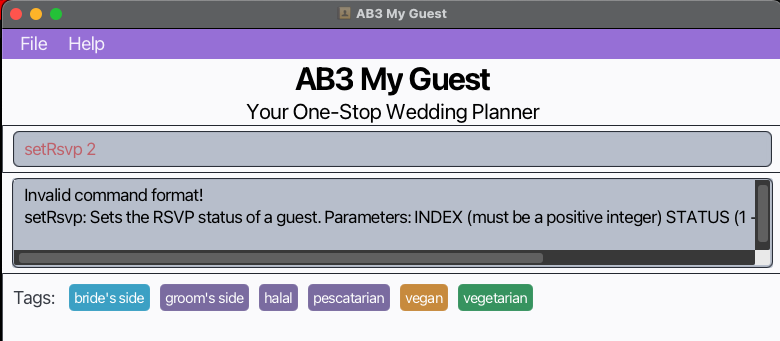 AB3 My Guest
File Help
AB3 My Guest
Your One-Stop Wedding Planner
setRsvp 2
Invalid command format!
setRsvp: Sets the RSVP status of a guest. Parameters: INDEX (must be a positive integer) STATUS (1 -
Tags: bride's side groom's side halal pescatarian vegan vegetarian